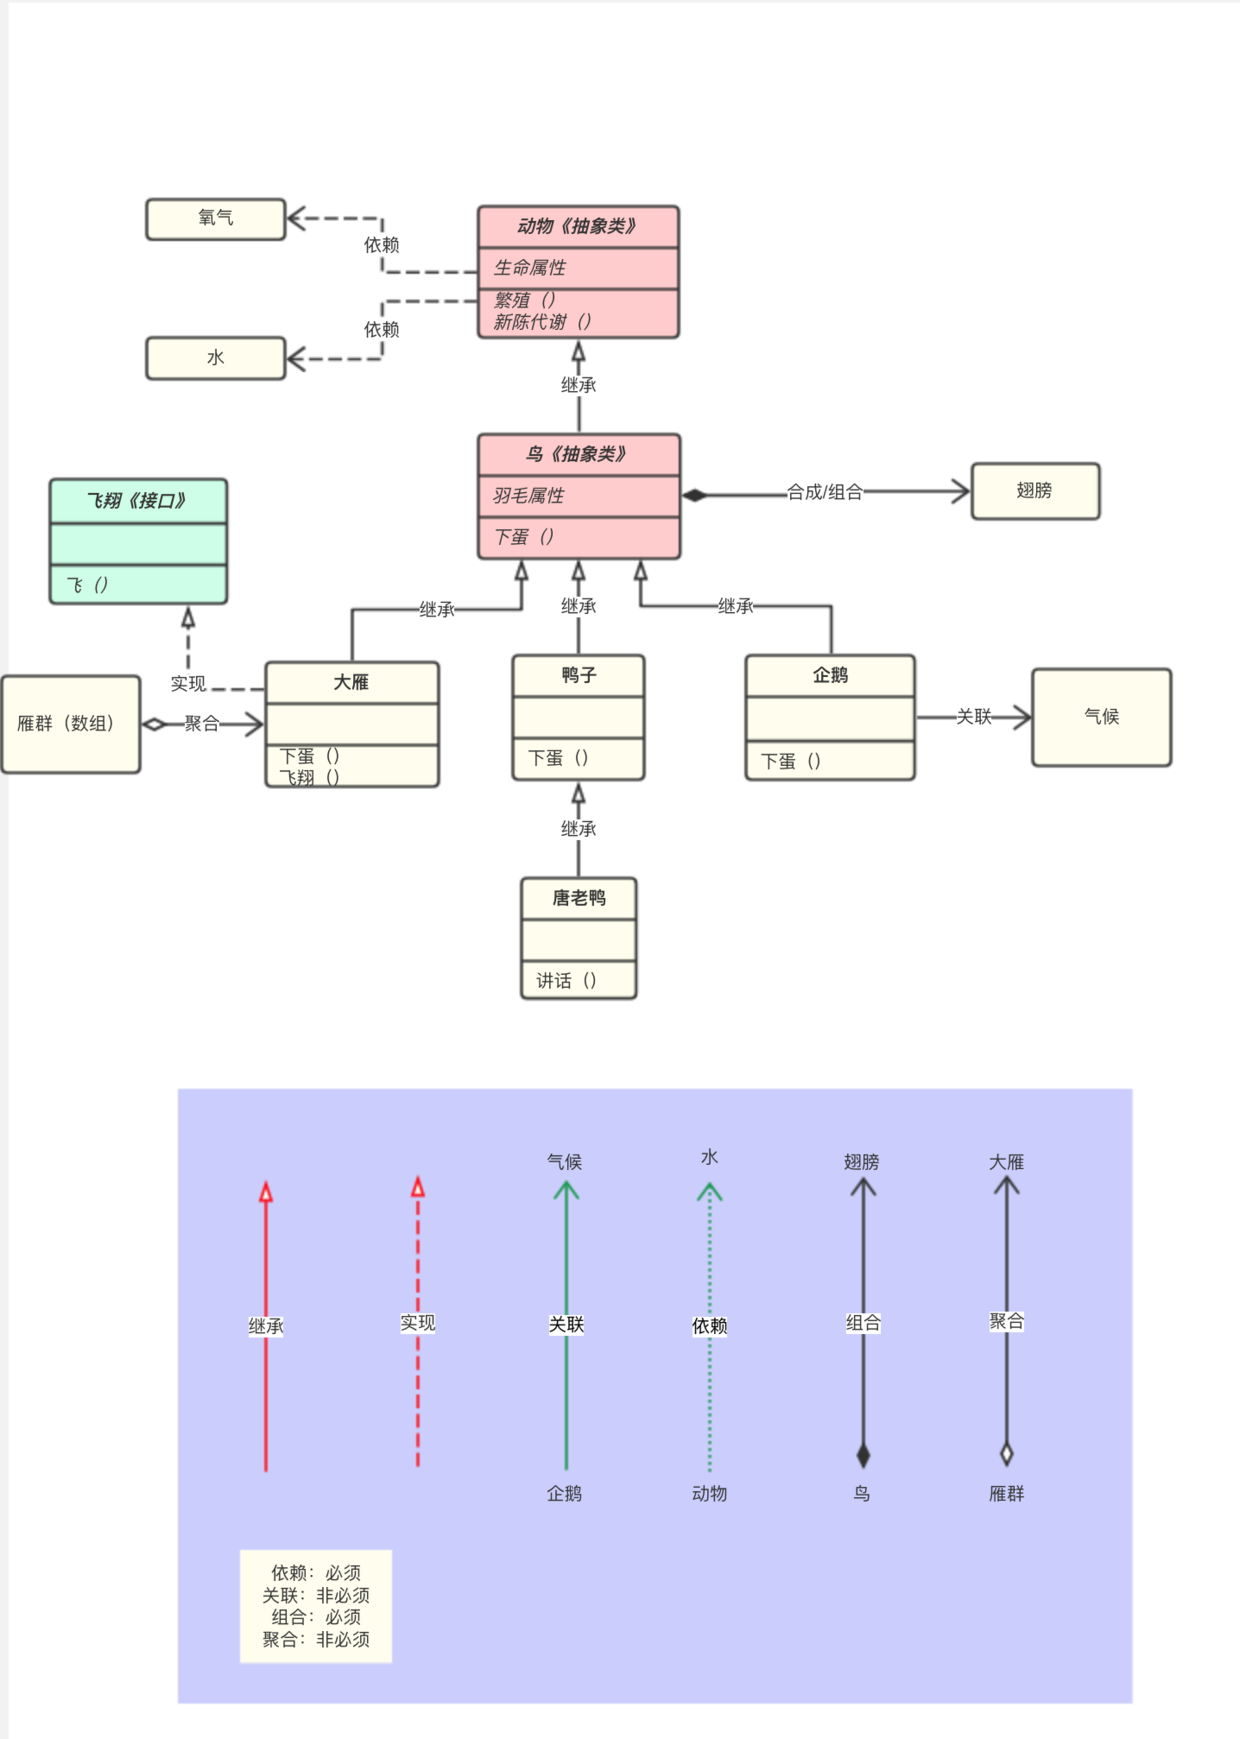 氧气
依赖
水
依赖
动物《抽象类》
生命属性
繁殖（）
新陈代谢（）
继承
鸟《抽象类》
羽毛属性
下蛋（）
合成/组合
翅膀
飞翔《接口》
飞（）
继承
继承
继承
实现
雁群（数组）
聚合
大雁
下蛋（）
飞翔（）
鸭子
下蛋（）
企鹅
下蛋（）
关联
气候
继承
唐老鸭
讲话（）
气候
水
翅膀
大雁
继承
实现
关联
依赖
组合
聚合
企鹅
动物
鸟
雁群
依赖：必须
关联：非必须
组合：必须
聚合：非必须